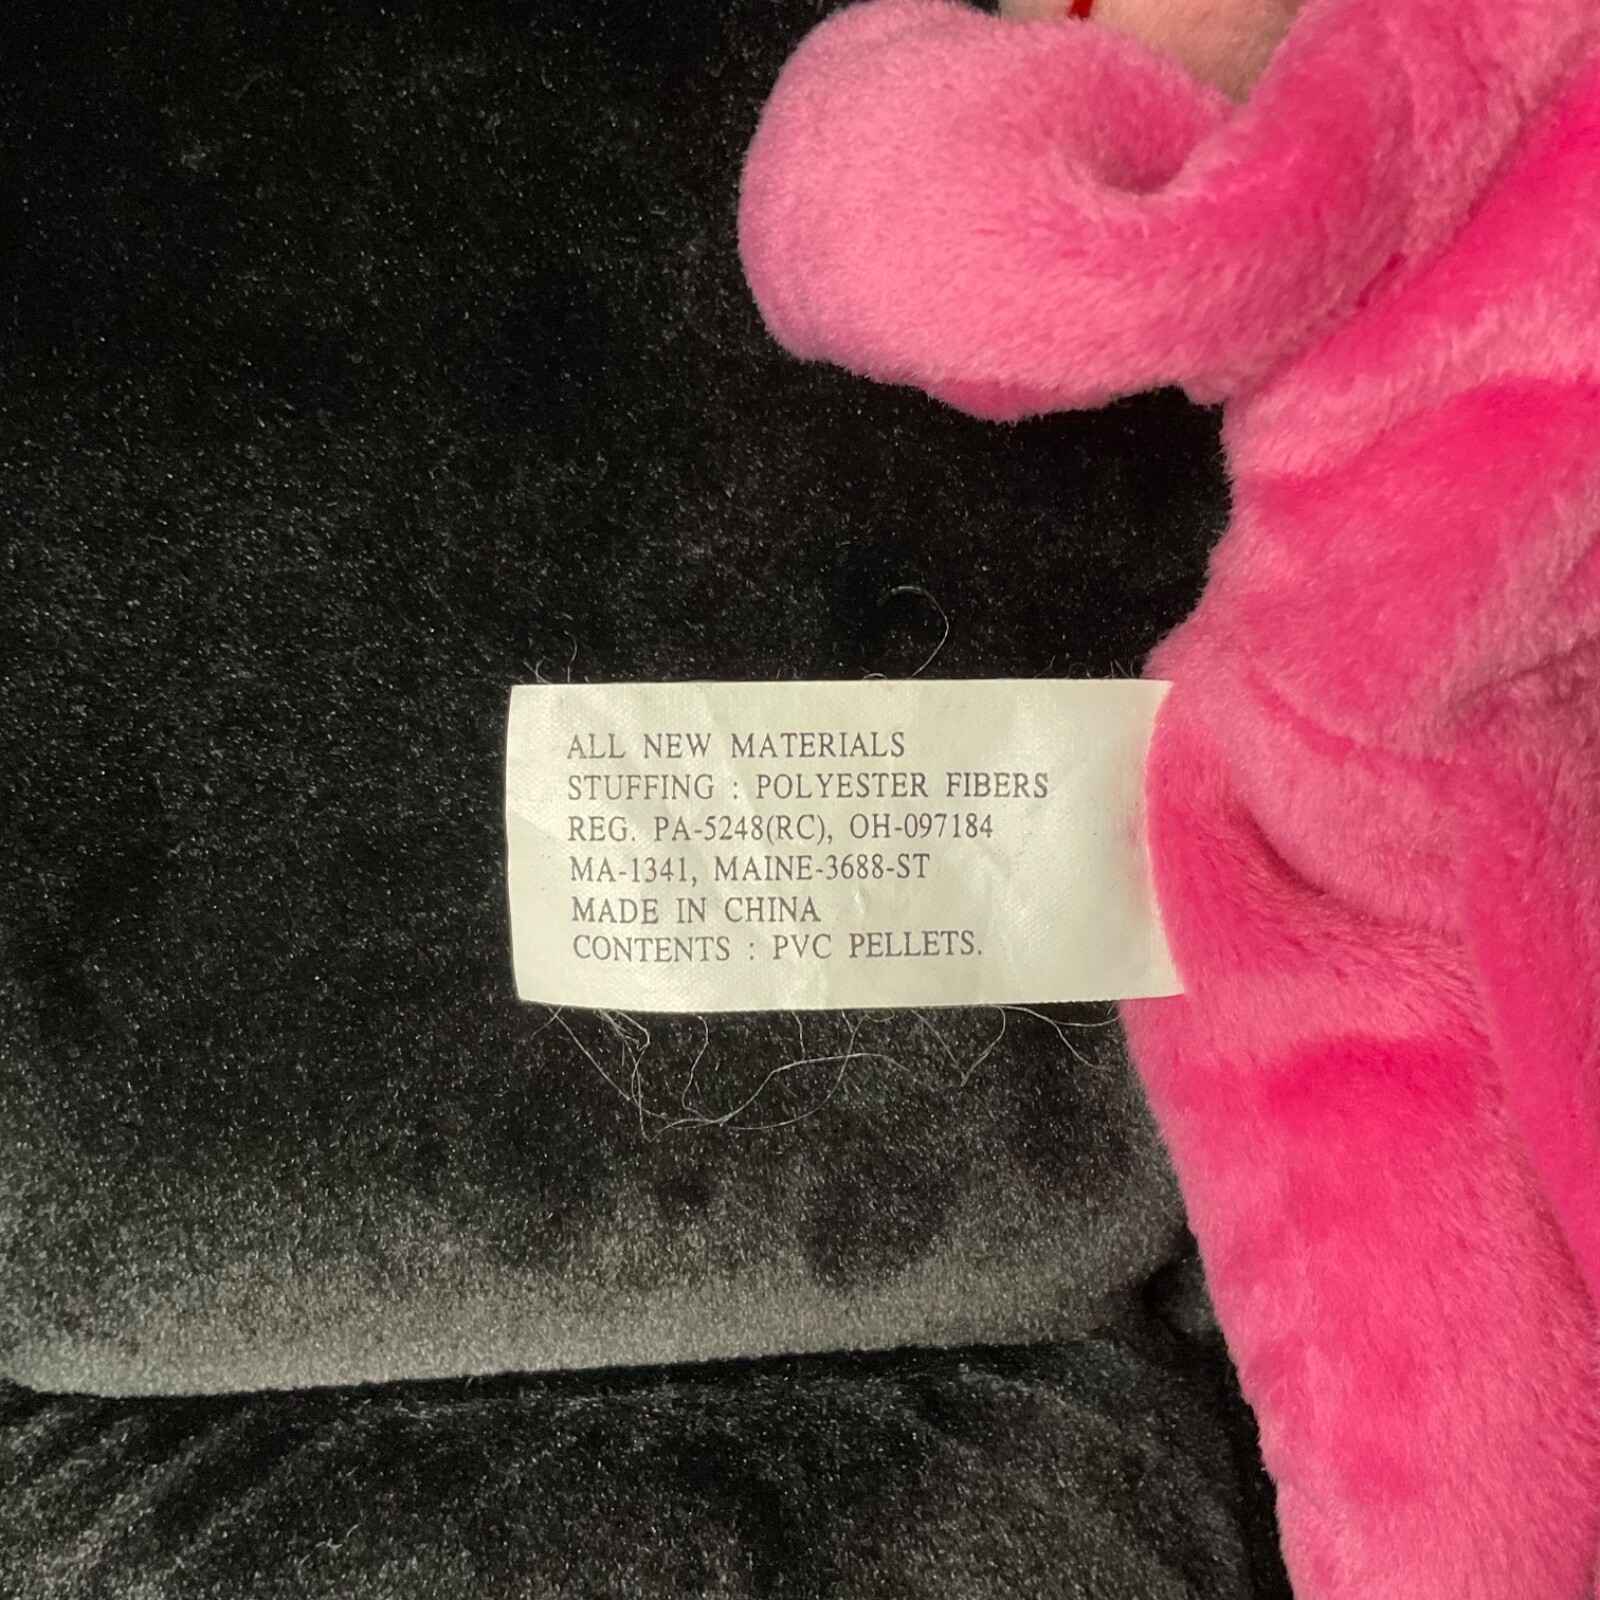 ALL NEW MATERIALS
STUFFING : POLYESTER FIBERS
REG. PA-5248(RC), OH-097184
MA-1341, MAINE-3688-ST
MADE IN CHINA
CONTENTS : PVC PELLETS.